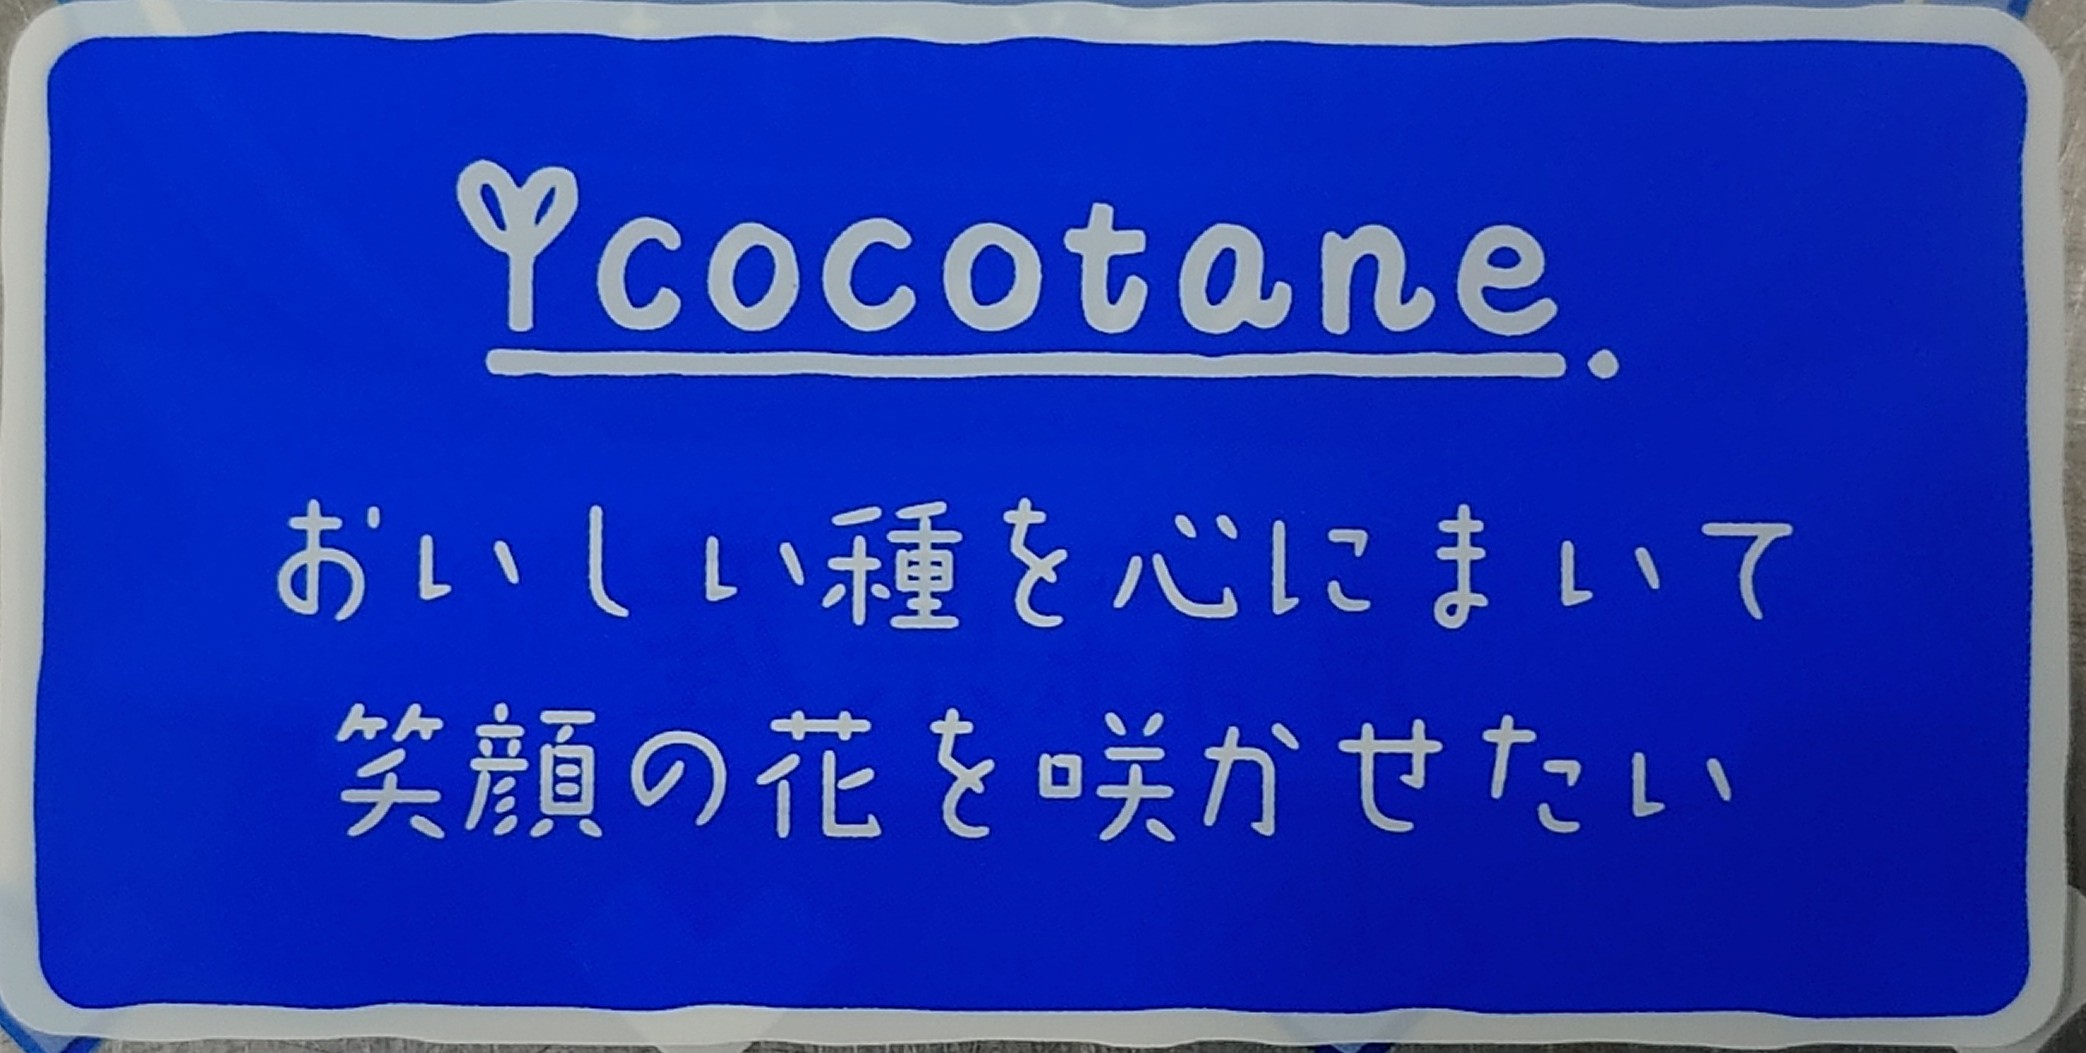 cocotane.
おいしい種を心にまいて
笑顔の花を咲かせたい